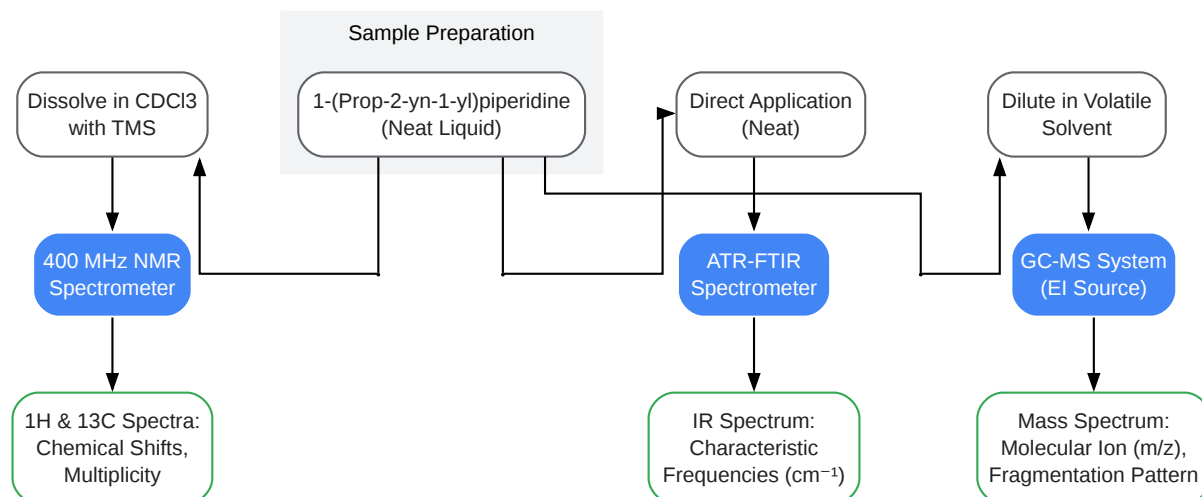 Sample Preparation
Dissolve in CDCl3
with TMS
1-(Prop-2-yn-1-yl)piperidine
(Neat Liquid)
Direct Application
(Neat)
Dilute in Volatile
Solvent
400 MHz NMR
Spectrometer
ATR-FTIR
Spectrometer
GC-MS System
(EI Source)
1H & 13C Spectra:
Chemical Shifts,
Multiplicity
IR Spectrum:
Characteristic
Frequencies (cm⁻¹)
Mass Spectrum:
Molecular Ion (m/z),
Fragmentation Pattern